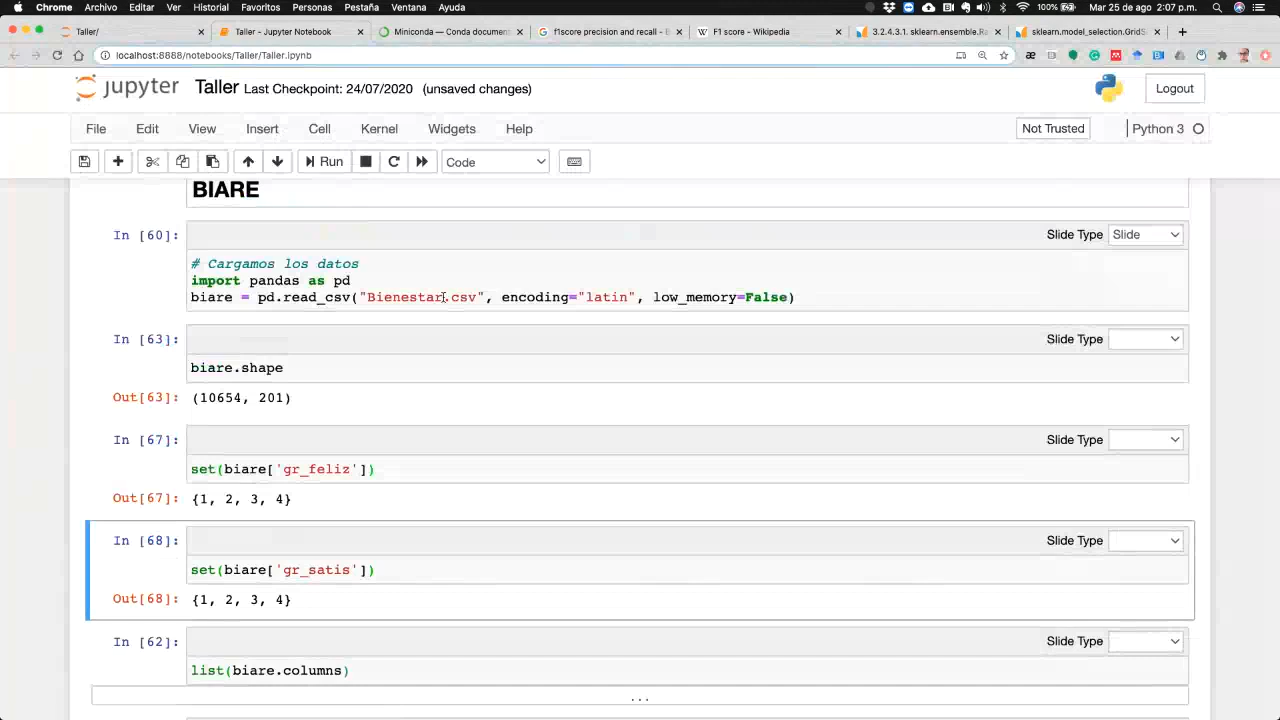 Chrome Archivo Editar Ver Historial Favoritos Personas Pestaña Ventana Ayuda 100% Mar 25 de ago 2:07 p.m.
Taller/ Taller - Jupyter Notebook Miniconda — Conda document f1score precision and recall - B F1 score - Wikipedia 3.2.4.3.1. sklearn.ensemble.Ra sklearn.model_selection.GridS
localhost:8888/notebooks/Taller/Taller.ipynb
jupyter Taller Last Checkpoint: 24/07/2020 (unsaved changes) Logout
File Edit View Insert Cell Kernel Widgets Help Not Trusted Python 3
Run Code
BIARE
In [60]: Slide Type Slide
# Cargamos los datos
import pandas as pd
biare = pd.read_csv("Bienestar.csv", encoding="latin", low_memory=False)
In [63]: Slide Type
biare.shape
Out[63]: (10654, 201)
In [67]: Slide Type
set(biare['gr_feliz'])
Out[67]: {1, 2, 3, 4}
In [68]: Slide Type
set(biare['gr_satis'])
Out[68]: {1, 2, 3, 4}
In [62]: Slide Type
list(biare.columns)
...